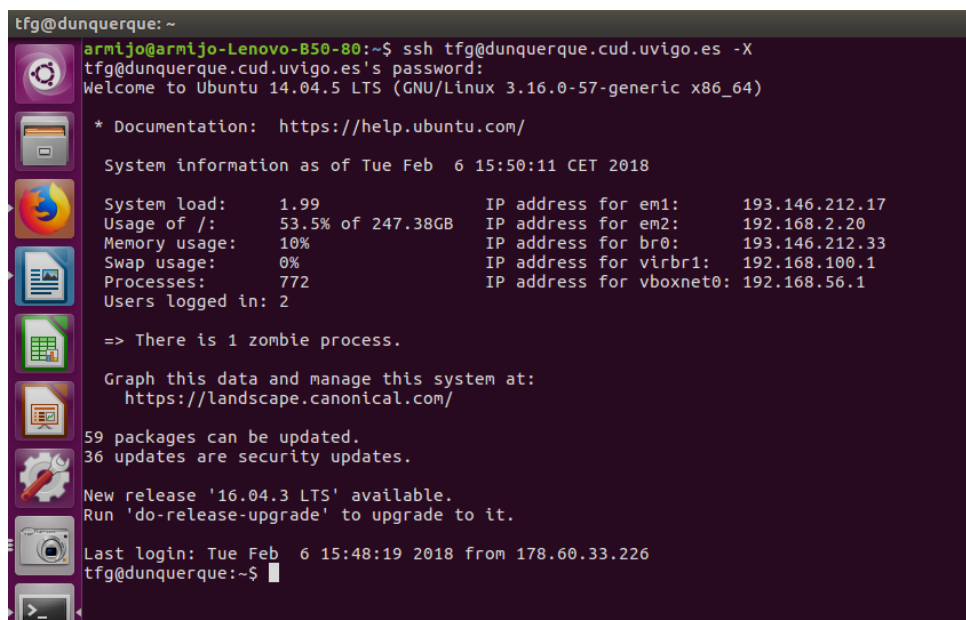 tfg@dunquerque: ~
armijo@armijo-Lenovo-B50-80:~$ ssh tfg@dunquerque.cud.uvigo.es -X
tfg@dunquerque.cud.uvigo.es's password:
Welcome to Ubuntu 14.04.5 LTS (GNU/Linux 3.16.0-57-generic x86_64)
* Documentation:  https://help.ubuntu.com/
System information as of Tue Feb  6 15:50:11 CET 2018
System load:    1.99                IP address for em1:      193.146.212.17
Usage of /:     53.5% of 247.38GB   IP address for em2:      192.168.2.20
Memory usage:   10%                 IP address for br0:      193.146.212.33
Swap usage:     0%                  IP address for virbr1:   192.168.100.1
Processes:      772                 IP address for vboxnet0: 192.168.56.1
Users logged in: 2
=> There is 1 zombie process.
Graph this data and manage this system at:
https://landscape.canonical.com/
59 packages can be updated.
36 updates are security updates.
New release '16.04.3 LTS' available.
Run 'do-release-upgrade' to upgrade to it.
Last login: Tue Feb  6 15:48:19 2018 from 178.60.33.226
tfg@dunquerque:~$